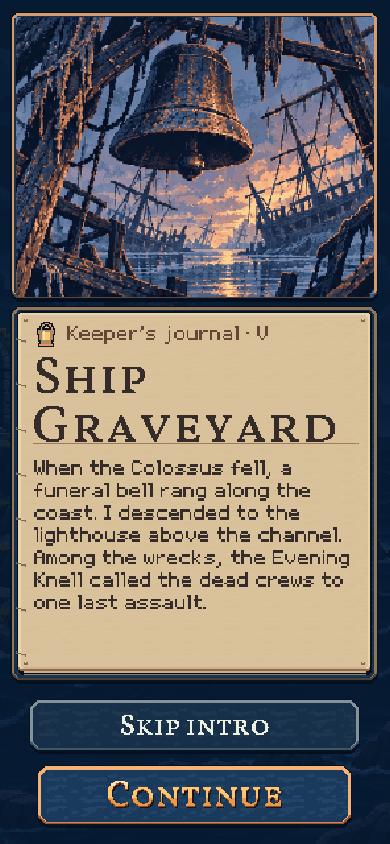 Keeper's journal · V
Ship
Graveyard
When the Colossus fell, a
funeral bell rang along the
coast. I descended to the
lighthouse above the channel.
Among the wrecks, the Evening
Knell called the dead crews to
one last assault.
Skip intro
Continue